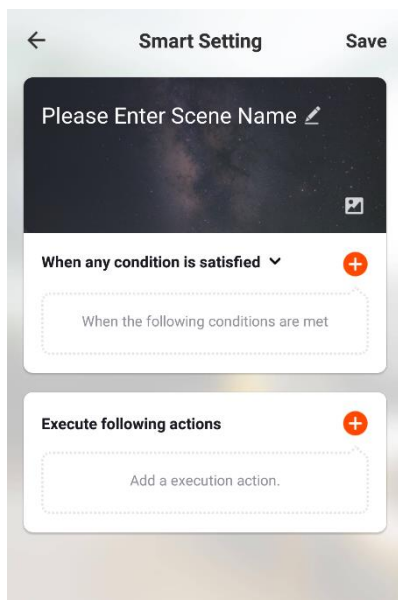 Smart Setting Save
Please Enter Scene Name
When any condition is satisfied
When the following conditions are met
Execute following actions
Add a execution action.